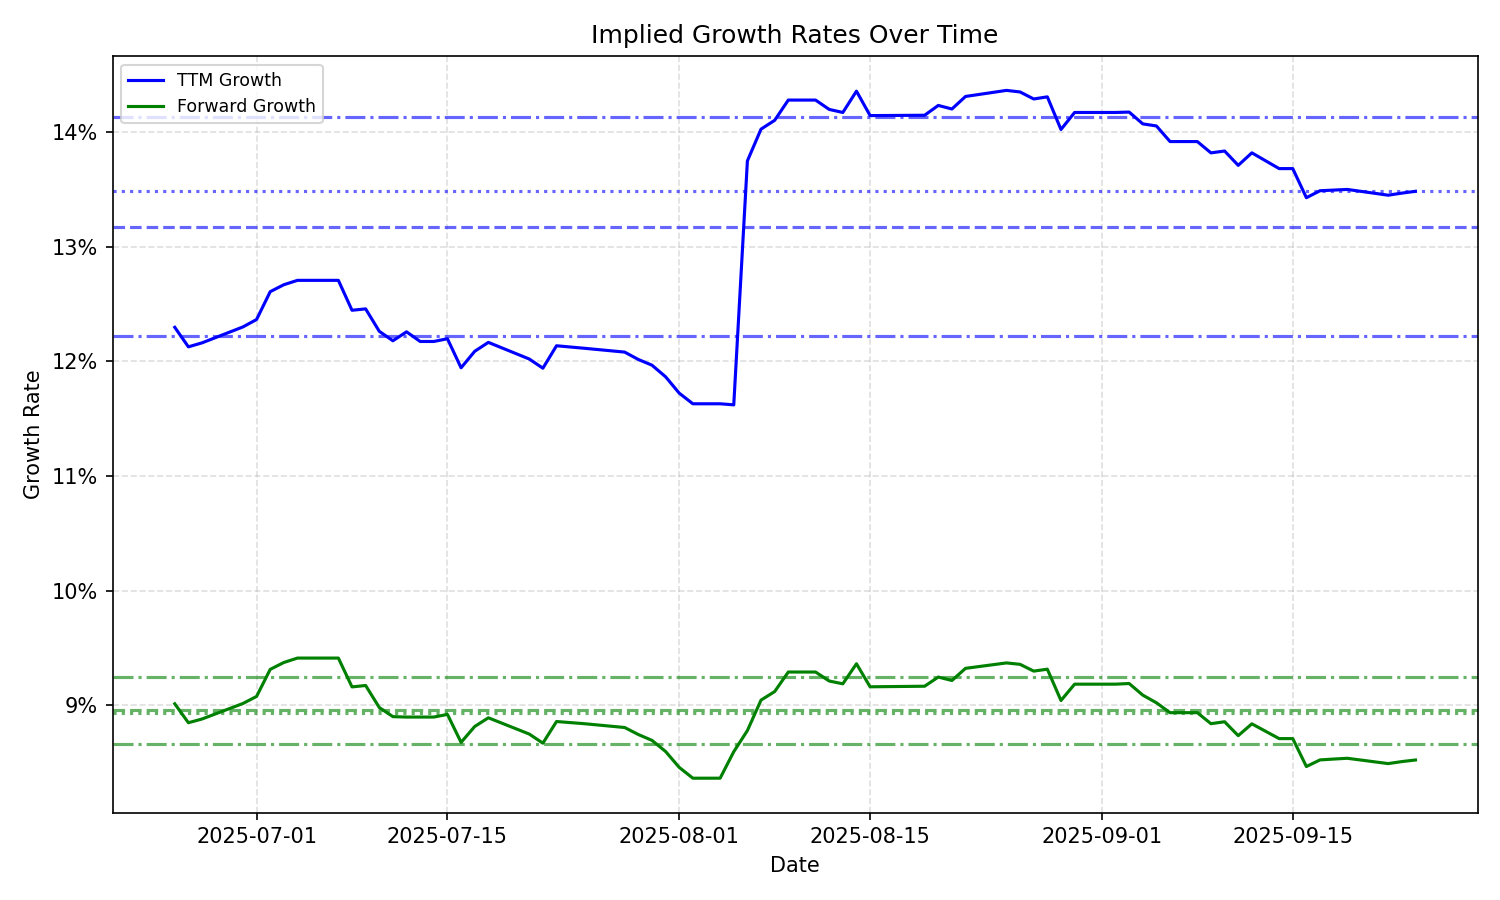 Implied Growth Rates Over Time
TTM Growth
Forward Growth
14%
13%
12%
11%
10%
9%
Growth Rate
2025-07-01
2025-07-15
2025-08-01
2025-08-15
2025-09-01
2025-09-15
Date